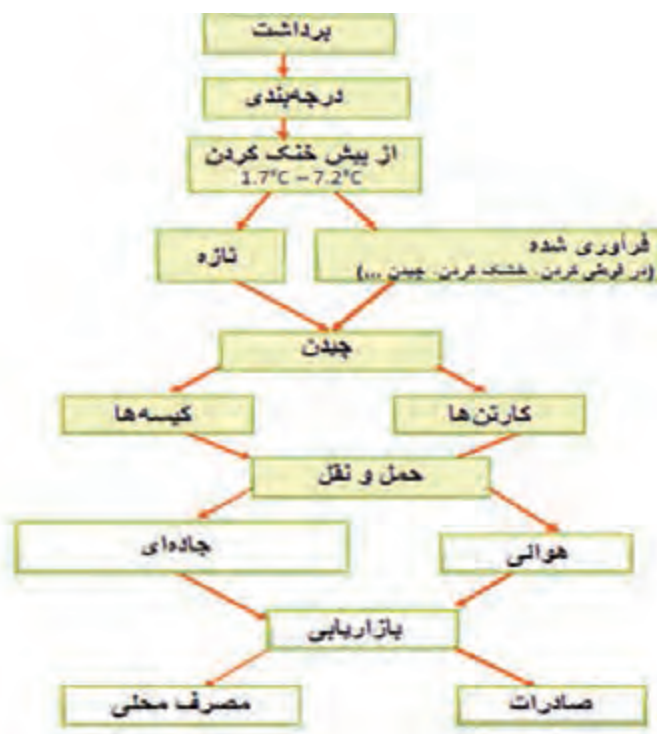 برداشت
درجه‌بندی
از پیش خنک کردن
1.7°C – 7.2°C
فرآوری شده
(در قوطی کردن، خشک کردن، چیدن ...)
تازه
چیدن
کارتن‌ها
کیسه‌ها
حمل و نقل
هوائی
جاده‌ای
بازاریابی
صادرات
مصرف محلی